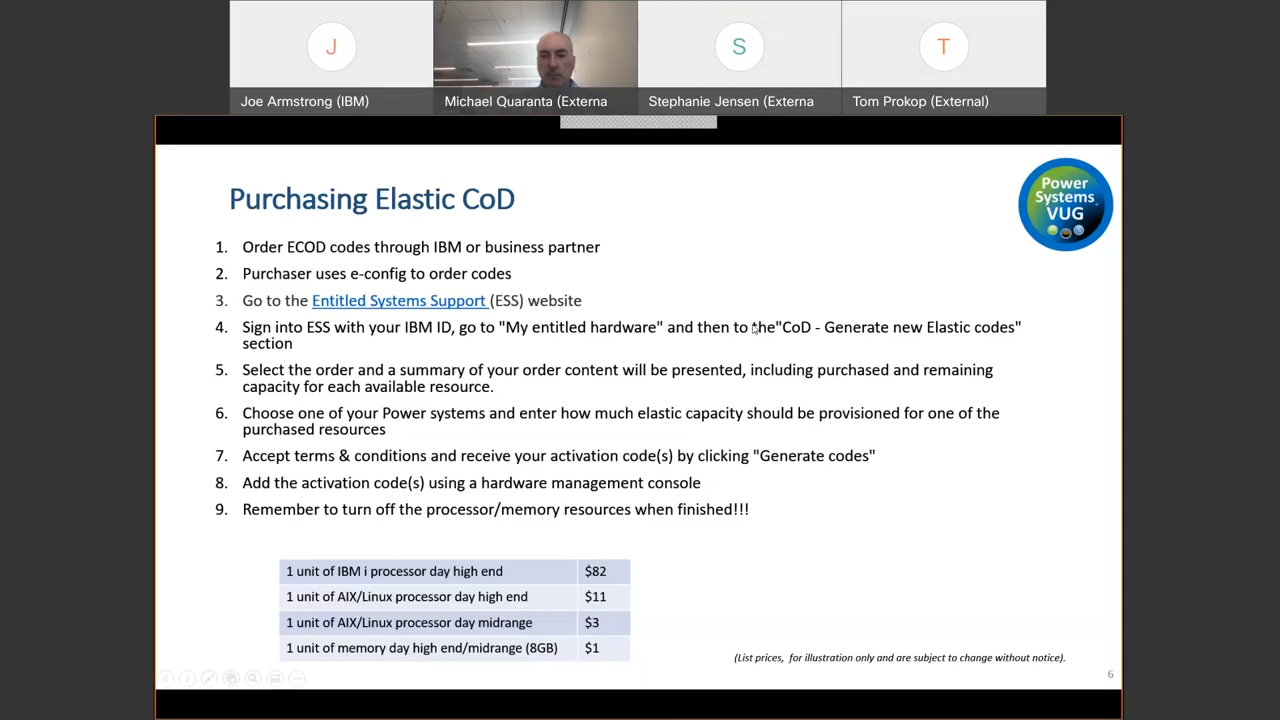 J
S
T
Joe Armstrong (IBM)
Michael Quaranta (Externa
Stephanie Jensen (Externa
Tom Prokop (External)
Purchasing Elastic CoD
Power
Systems
VUG
1. Order ECOD codes through IBM or business partner
2. Purchaser uses e-config to order codes
3. Go to the Entitled Systems Support (ESS) website
4. Sign into ESS with your IBM ID, go to "My entitled hardware" and then to the"CoD - Generate new Elastic codes"
section
5. Select the order and a summary of your order content will be presented, including purchased and remaining
capacity for each available resource.
6. Choose one of your Power systems and enter how much elastic capacity should be provisioned for one of the
purchased resources
7. Accept terms & conditions and receive your activation code(s) by clicking "Generate codes"
8. Add the activation code(s) using a hardware management console
9. Remember to turn off the processor/memory resources when finished!!!
1 unit of IBM i processor day high end $82
1 unit of AIX/Linux processor day high end $11
1 unit of AIX/Linux processor day midrange $3
1 unit of memory day high end/midrange (8GB) $1
(List prices, for illustration only and are subject to change without notice).
6